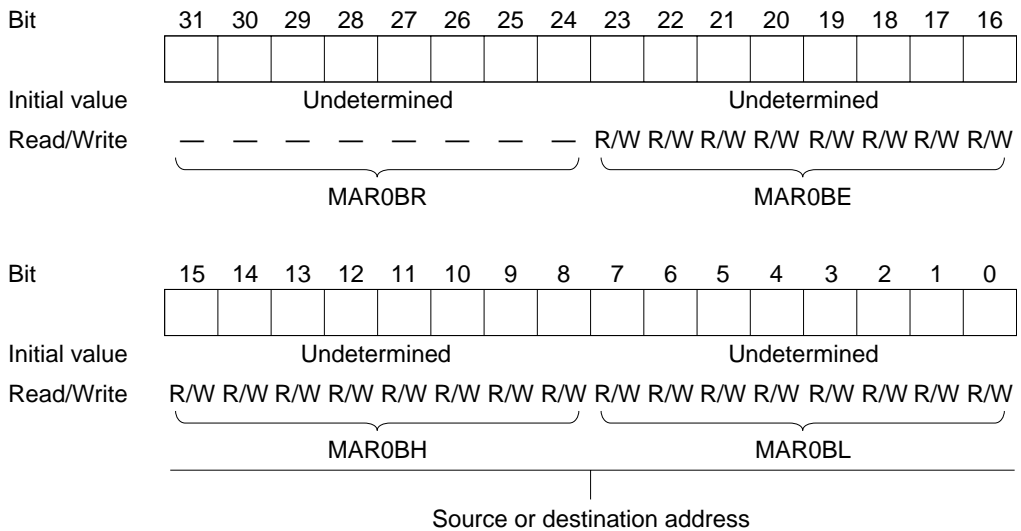 Bit 31 30 29 28 27 26 25 24 23 22 21 20 19 18 17 16
Initial value Undetermined Undetermined
Read/Write — — — — — — — — R/W R/W R/W R/W R/W R/W R/W R/W
MAR0BR MAR0BE
Bit 15 14 13 12 11 10 9 8 7 6 5 4 3 2 1 0
Initial value Undetermined Undetermined
Read/Write R/W R/W R/W R/W R/W R/W R/W R/W R/W R/W R/W R/W R/W R/W R/W R/W
MAR0BH MAR0BL
Source or destination address